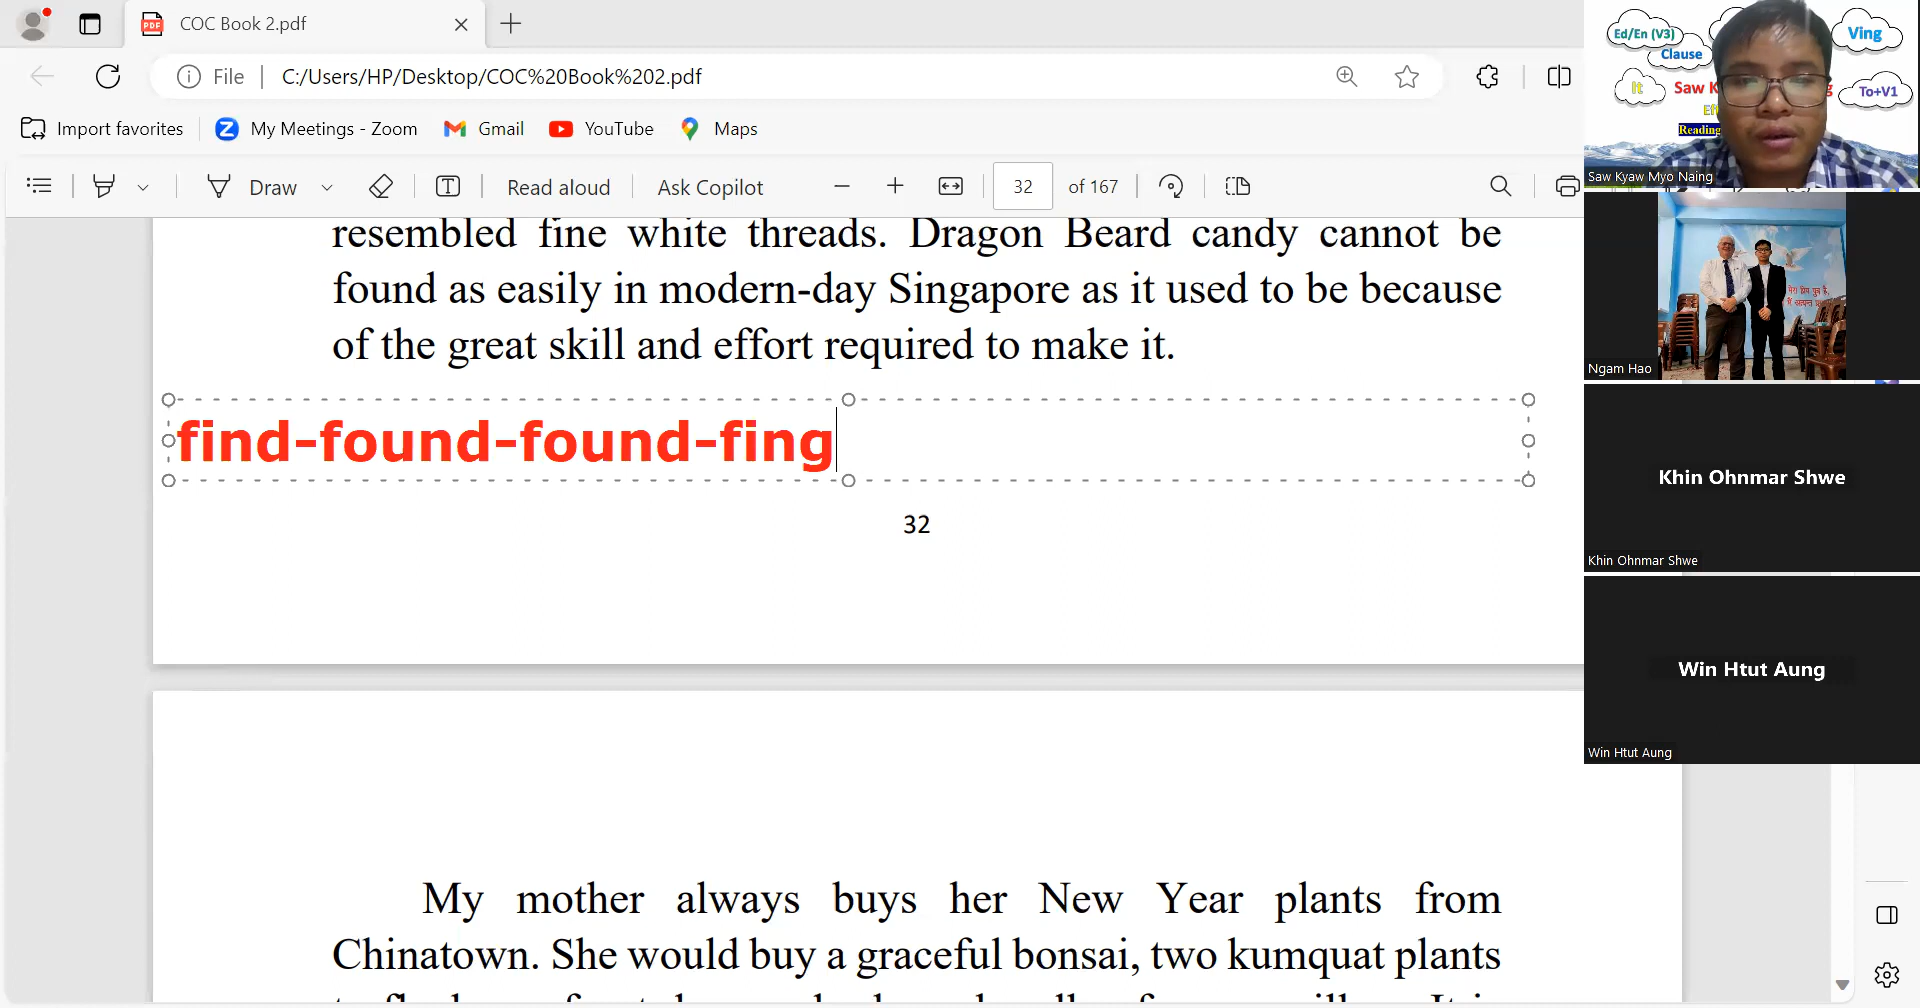 COC Book 2.pdf
File
C:/Users/HP/Desktop/COC%20Book%202.pdf
Import favorites
My Meetings - Zoom
Gmail
YouTube
Maps
Draw
Read aloud
Ask Copilot
32
of 167
resembled fine white threads. Dragon Beard candy cannot be
found as easily in modern-day Singapore as it used to be because
of the great skill and effort required to make it.
find-found-found-fing
32
My mother always buys her New Year plants from
Chinatown. She would buy a graceful bonsai, two kumquat plants
Ed/En (V3)
Clause
Ving
It
Saw K
g
To+V1
Reading
Saw Kyaw Myo Naing
Ngam Hao
Khin Ohnmar Shwe
Khin Ohnmar Shwe
Win Htut Aung
Win Htut Aung